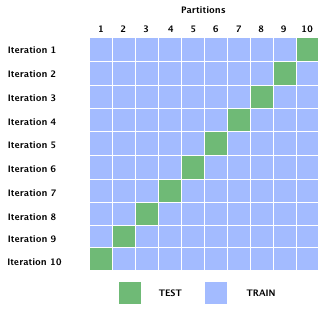 Partitions
1 2 3 4 5 6 7 8 9 10
Iteration 1
Iteration 2
Iteration 3
Iteration 4
Iteration 5
Iteration 6
Iteration 7
Iteration 8
Iteration 9
Iteration 10
TEST TRAIN